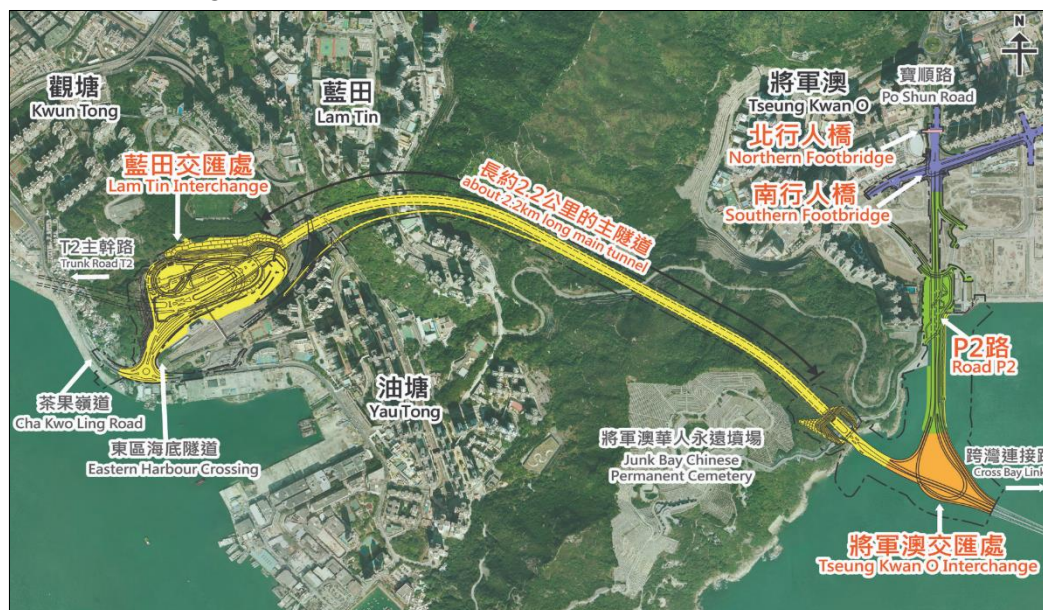 N
觀塘
Kwun Tong
藍田
Lam Tin
將軍澳
Tseung Kwan O
寶順路
Po Shun Road
北行人橋
Northern Footbridge
南行人橋
Southern Footbridge
藍田交匯處
Lam Tin Interchange
長約2.2公里的主隧道
about 2.2km long main tunnel
T2主幹路
Trunk Road T2
P2路
Road P2
茶果嶺道
Cha Kwo Ling Road
東區海底隧道
Eastern Harbour Crossing
油塘
Yau Tong
將軍澳華人永遠墳場
Junk Bay Chinese
Permanent Cemetery
跨灣連接路
Cross Bay Link
將軍澳交匯處
Tseung Kwan O Interchange